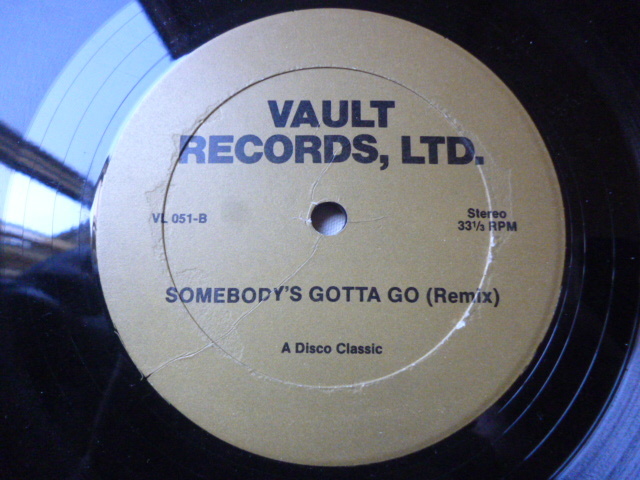 VAULT
RECORDS, LTD.
VL 051-B
Stereo
33⅓ RPM
SOMEBODY'S GOTTA GO (Remix)
A Disco Classic